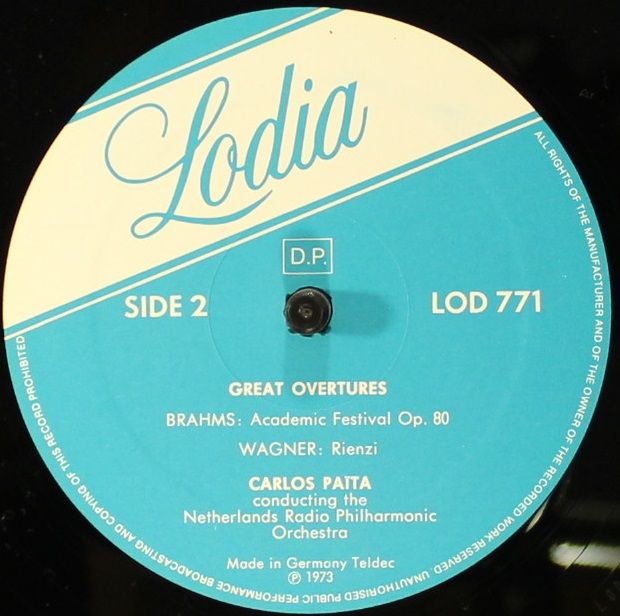 Lodia
D.P.
SIDE 2
LOD 771
GREAT OVERTURES
BRAHMS: Academic Festival Op. 80
WAGNER: Rienzi
CARLOS PAITA
conducting the
Netherlands Radio Philharmonic
Orchestra
Made in Germany Teldec
℗ 1973
ALL RIGHTS OF THE MANUFACTURER AND OF THE OWNER OF THE RECORDED WORK RESERVED. UNAUTHORISED PUBLIC PERFORMANCE BROADCASTING AND COPYING OF THIS RECORD PROHIBITED